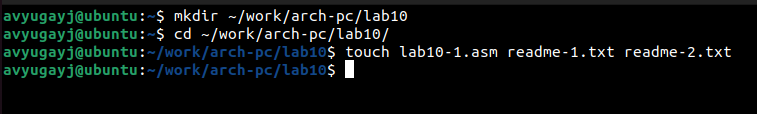 avyugayj@ubuntu:~$ mkdir ~/work/arch-pc/lab10
avyugayj@ubuntu:~$ cd ~/work/arch-pc/lab10/
avyugayj@ubuntu:~/work/arch-pc/lab10$ touch lab10-1.asm readme-1.txt readme-2.txt
avyugayj@ubuntu:~/work/arch-pc/lab10$